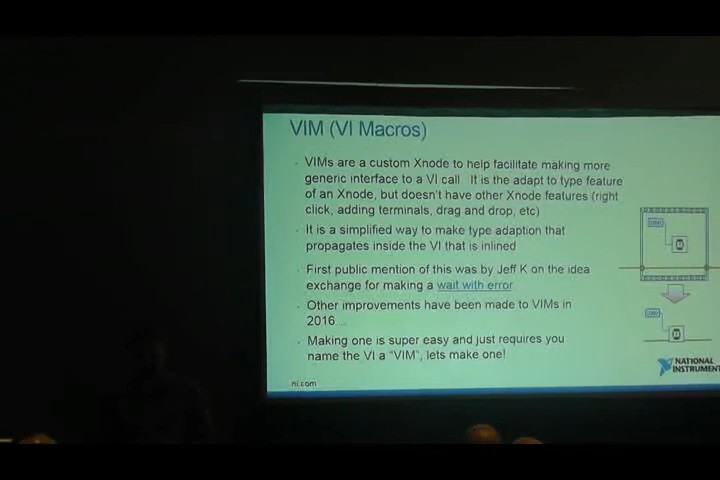 VIM (VI Macros)
- VIMs are a custom Xnode to help facilitate making more
generic interface to a VI call. It is the adapt to type feature
of an Xnode, but doesn't have other Xnode features (right
click, adding terminals, drag and drop, etc)
- It is a simplified way to make type adaption that
propagates inside the VI that is inlined
- First public mention of this was by Jeff K on the idea
exchange for making a wait with error
- Other improvements have been made to VIMs in
2016...
- Making one is super easy and just requires you
name the VI a "VIM", lets make one!
NATIONAL
INSTRUMENT
ni.com